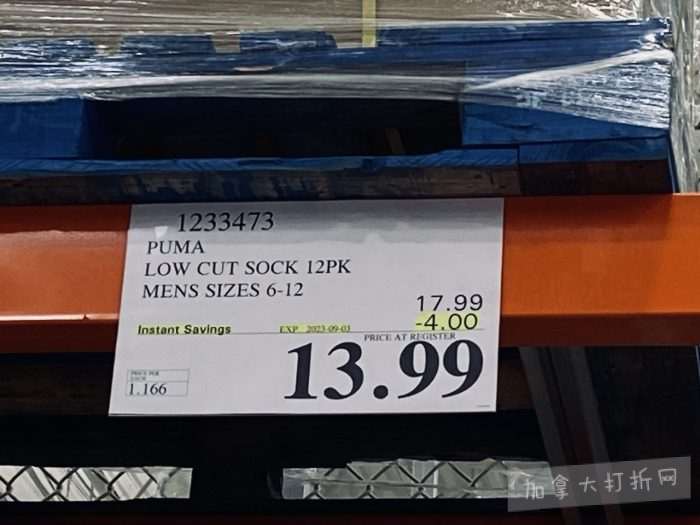 1233473
PUMA
LOW CUT SOCK 12PK
MENS SIZES 6-12
17.99
Instant Savings EXP 2023-09-03 -4.00
PRICE AT REGISTER
13.99
PRICE PER
EACH
1.166
加拿大打折网